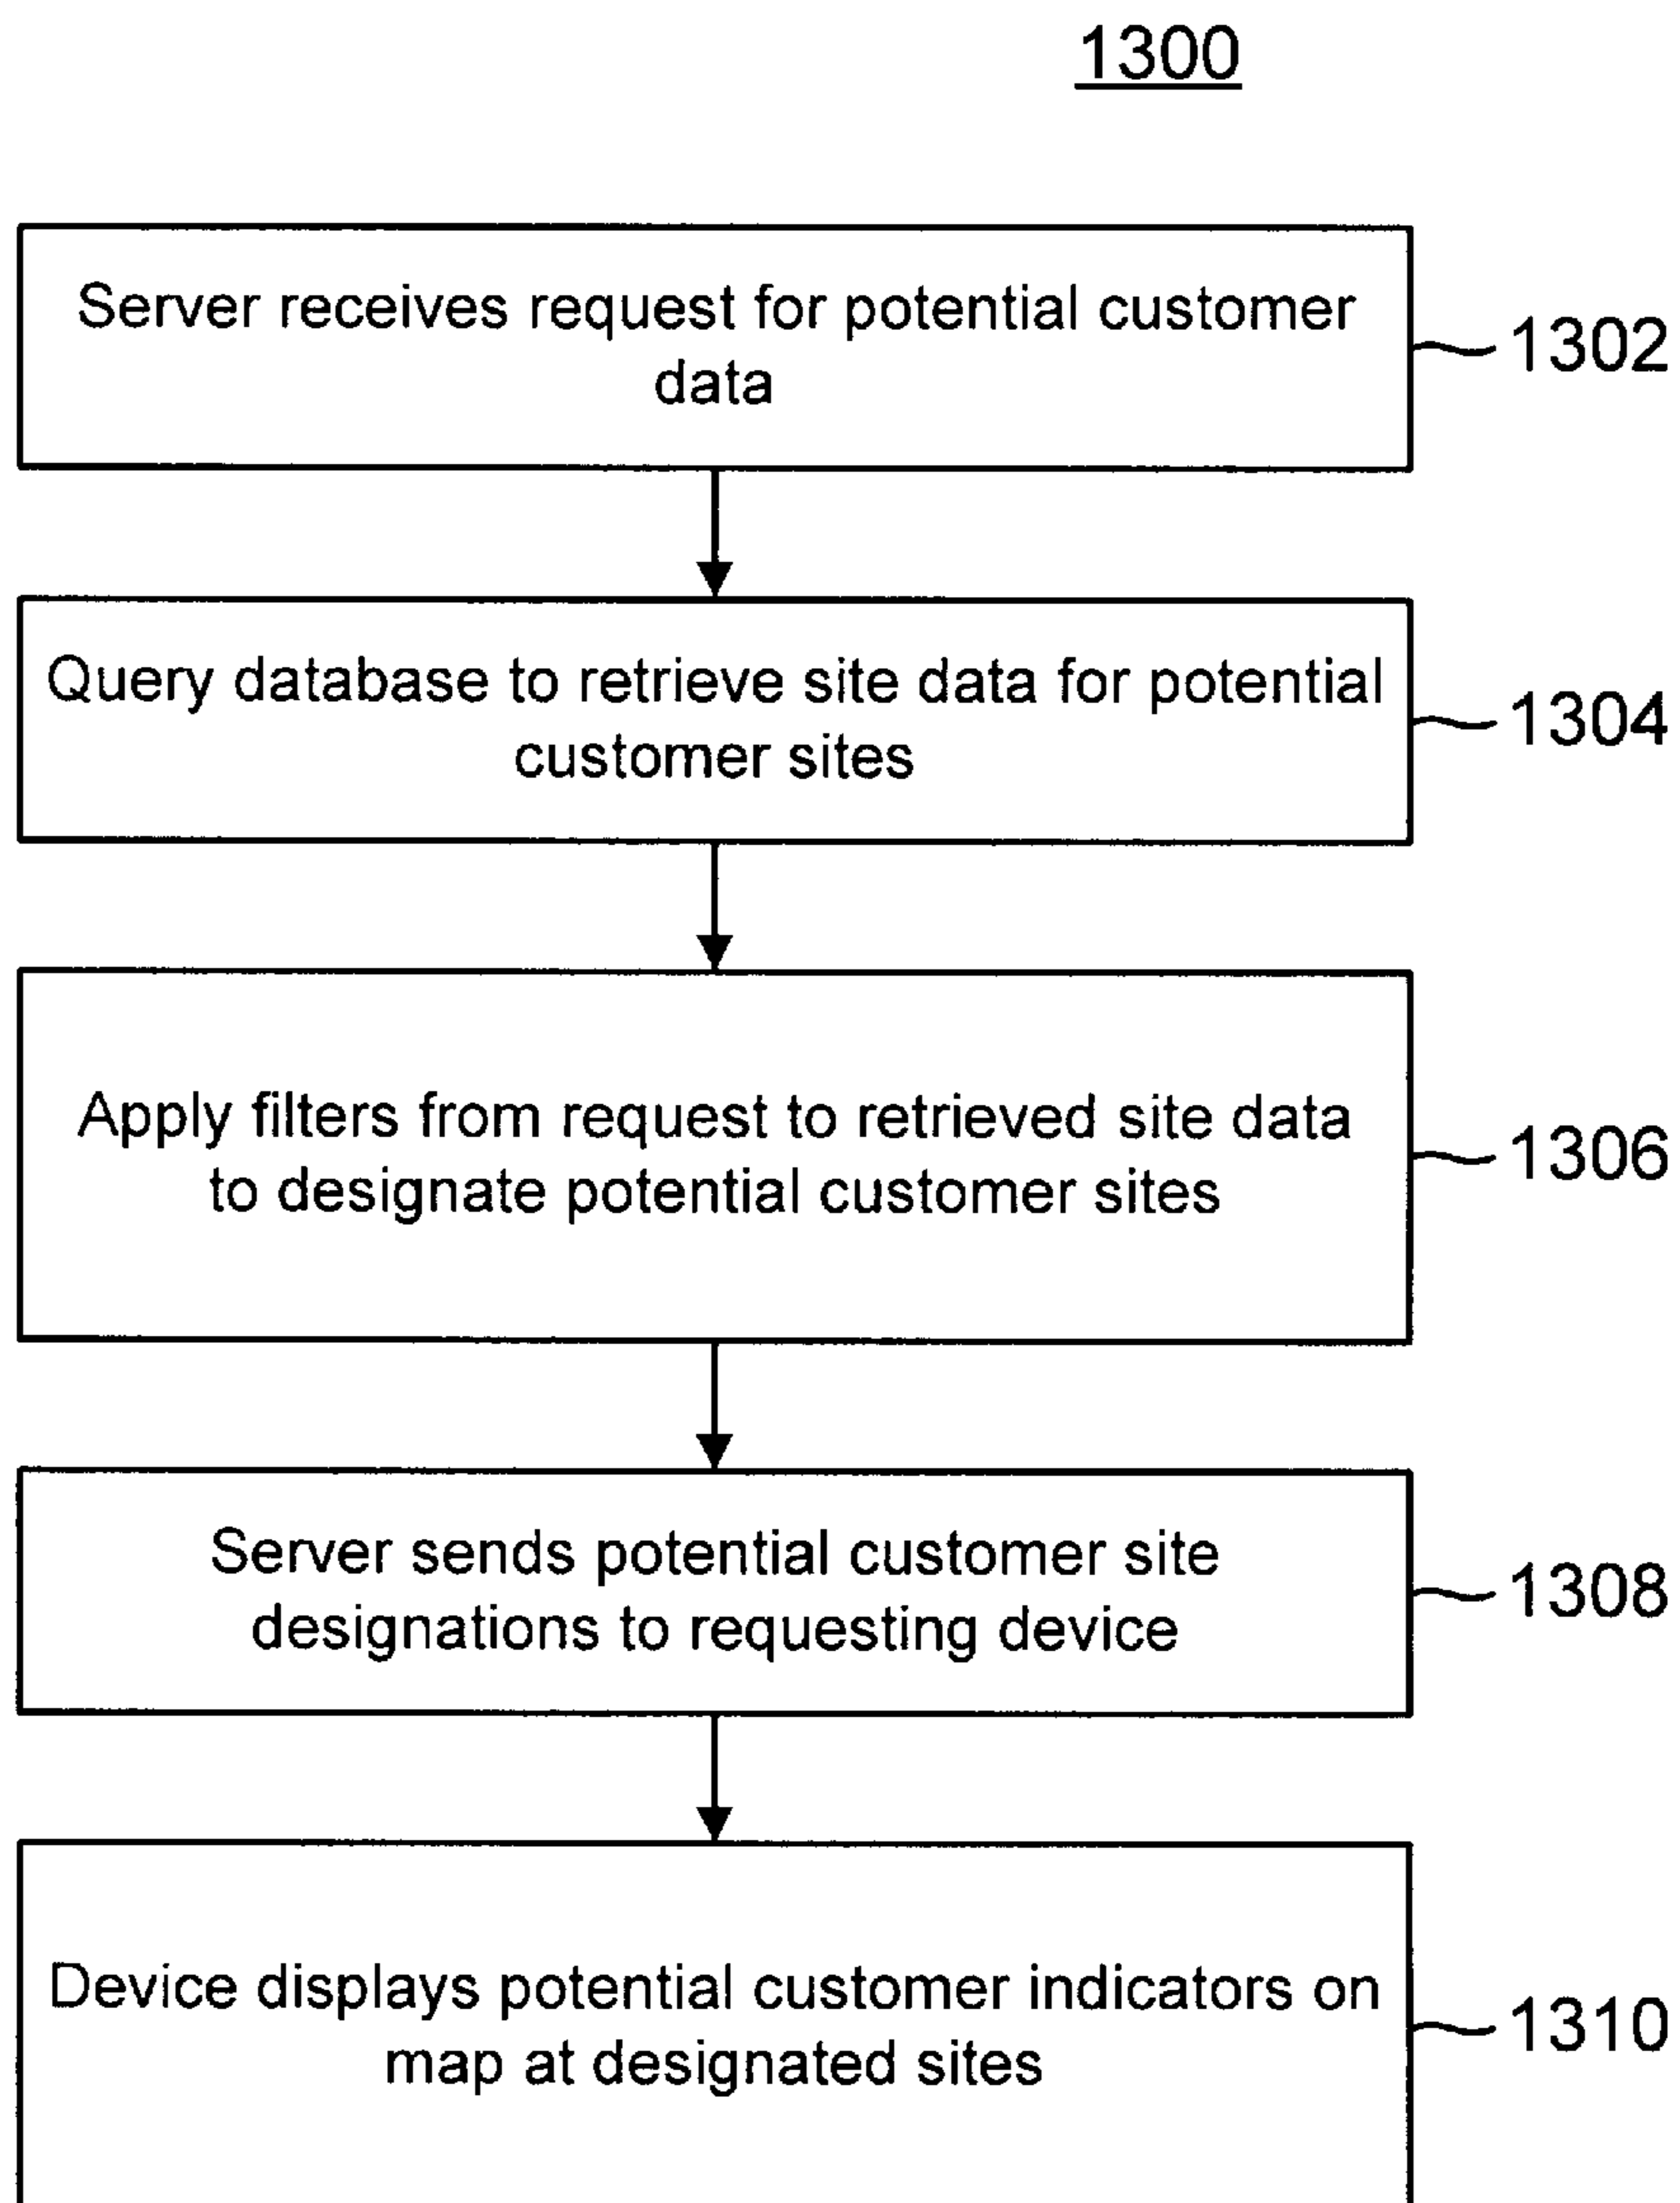 1300
Server receives request for potential customer
data
1302
Query database to retrieve site data for potential
customer sites
1304
Apply filters from request to retrieved site data
to designate potential customer sites
1306
Server sends potential customer site
designations to requesting device
1308
Device displays potential customer indicators on
map at designated sites
1310